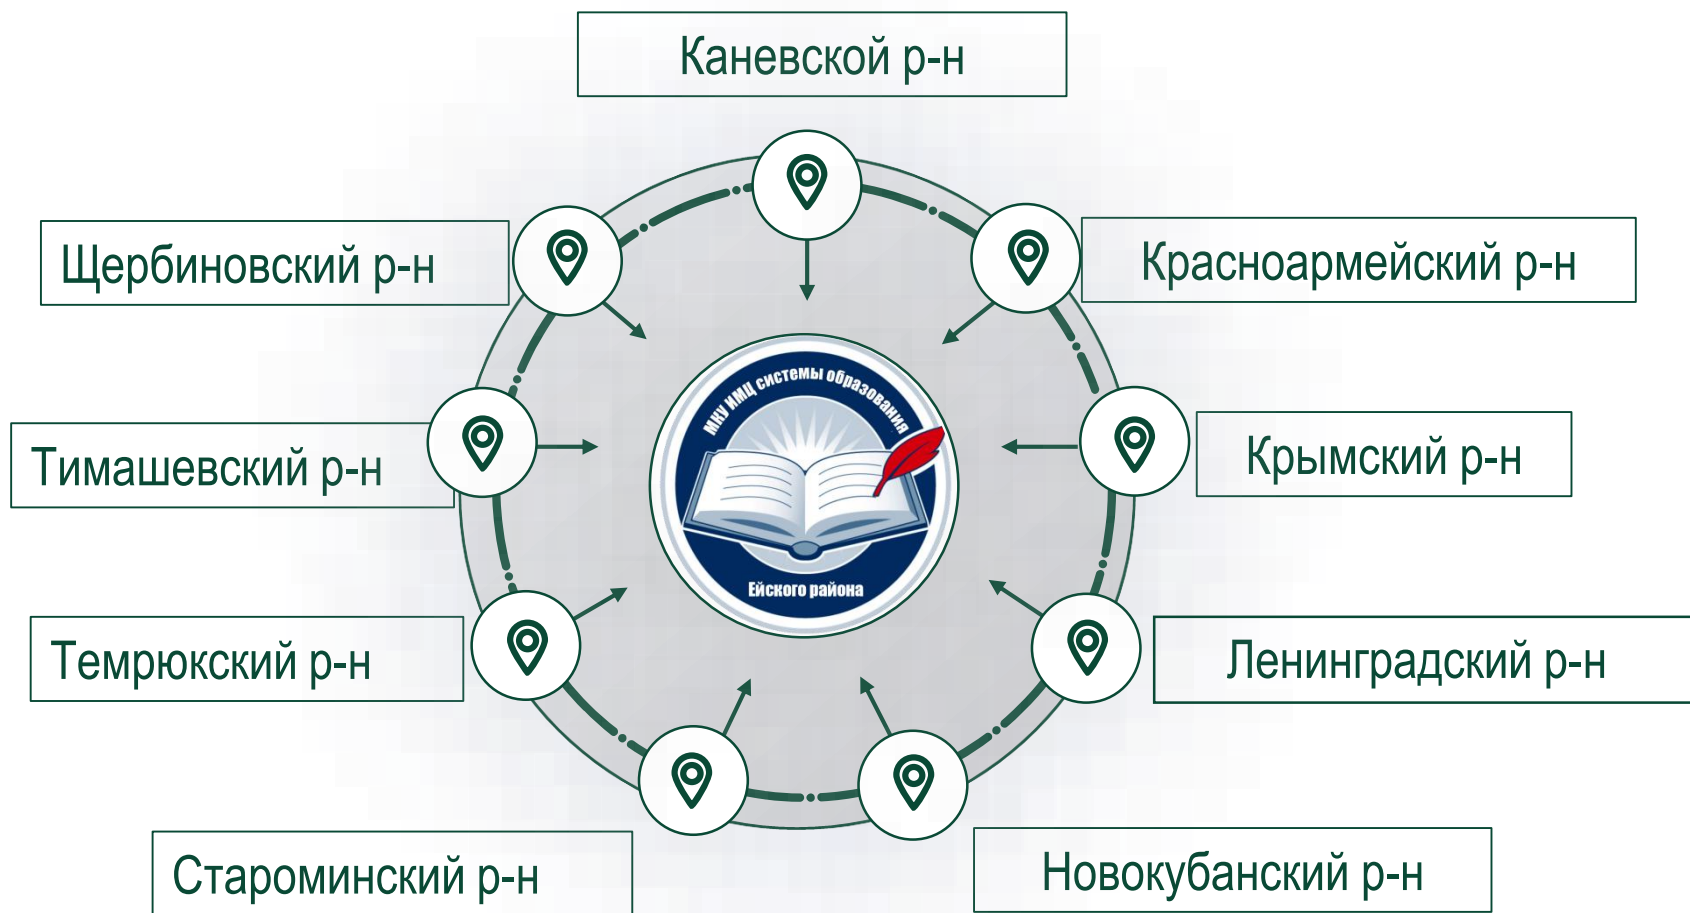 Каневской р-н
Щербиновский р-н
Красноармейский р-н
МКУ ИМЦ системы образования
Тимашевский р-н
Крымский р-н
Ейского района
Темрюкский р-н
Ленинградский р-н
Староминский р-н
Новокубанский р-н